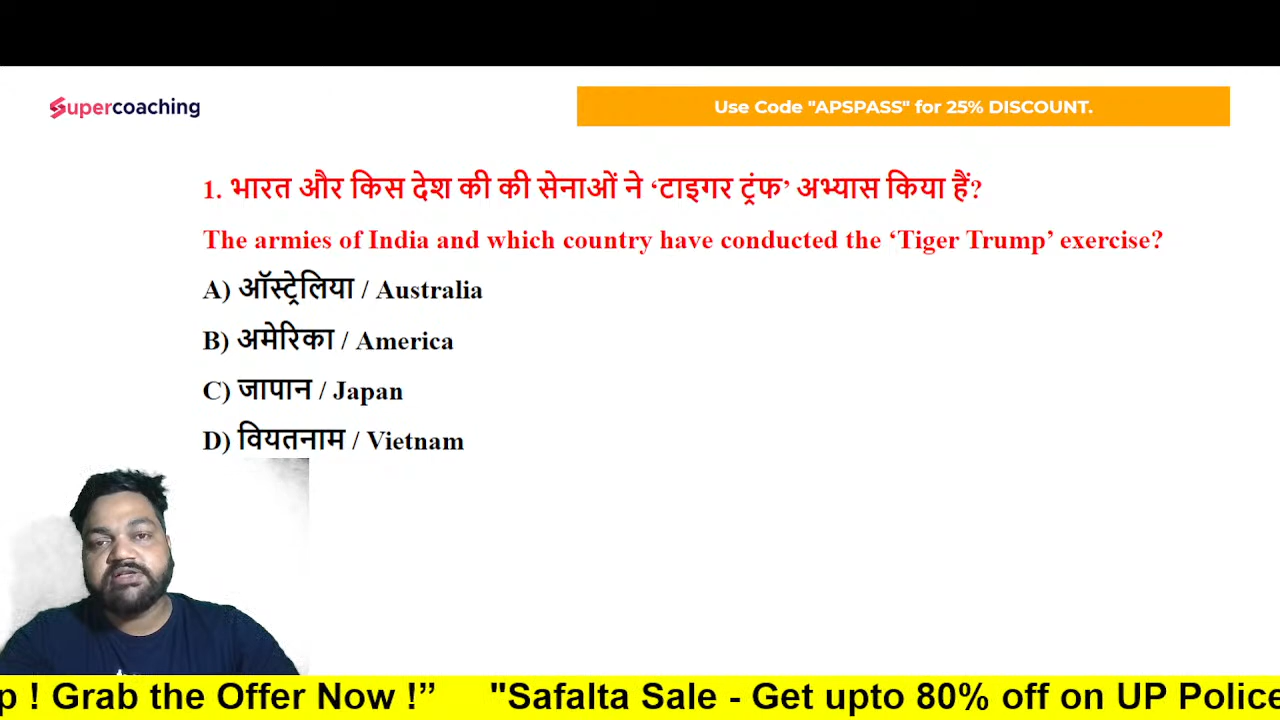 Supercoaching
Use Code "APSPASS" for 25% DISCOUNT.
1. भारत और किस देश की की सेनाओं ने ‘टाइगर ट्रंफ’ अभ्यास किया हैं?
The armies of India and which country have conducted the ‘Tiger Trump’ exercise?
A) ऑस्ट्रेलिया / Australia
B) अमेरिका / America
C) जापान / Japan
D) वियतनाम / Vietnam
p ! Grab the Offer Now !” "Safalta Sale - Get upto 80% off on UP Police